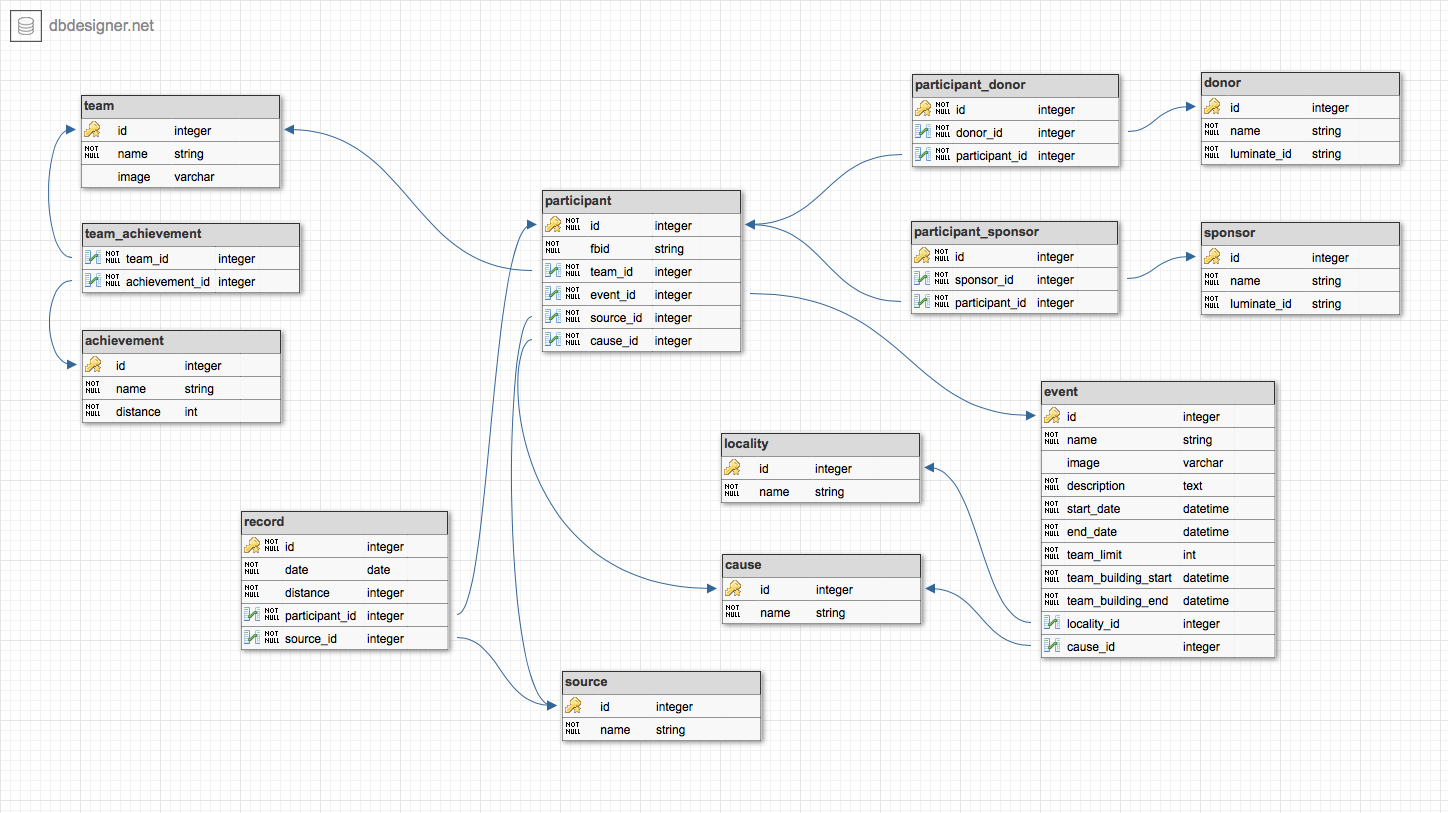 dbdesigner.net
team
id integer
NOT NULL name string
image varchar
team_achievement
NOT NULL team_id integer
NOT NULL achievement_id integer
achievement
id integer
NOT NULL name string
NOT NULL distance int
participant
NOT NULL id integer
NOT NULL fbid string
NOT NULL team_id integer
NOT NULL event_id integer
NOT NULL source_id integer
NOT NULL cause_id integer
participant_donor
NOT NULL id integer
NOT NULL donor_id integer
NOT NULL participant_id integer
donor
id integer
NOT NULL name string
NOT NULL luminate_id string
participant_sponsor
NOT NULL id integer
NOT NULL sponsor_id integer
NOT NULL participant_id integer
sponsor
id integer
NOT NULL name string
NOT NULL luminate_id string
event
id integer
NOT NULL name string
image varchar
NOT NULL description text
NOT NULL start_date datetime
NOT NULL end_date datetime
NOT NULL team_limit int
NOT NULL team_building_start datetime
NOT NULL team_building_end datetime
locality_id integer
cause_id integer
locality
id integer
NOT NULL name string
cause
id integer
NOT NULL name string
record
NOT NULL id integer
NOT NULL date date
NOT NULL distance integer
NOT NULL participant_id integer
NOT NULL source_id integer
source
id integer
NOT NULL name string